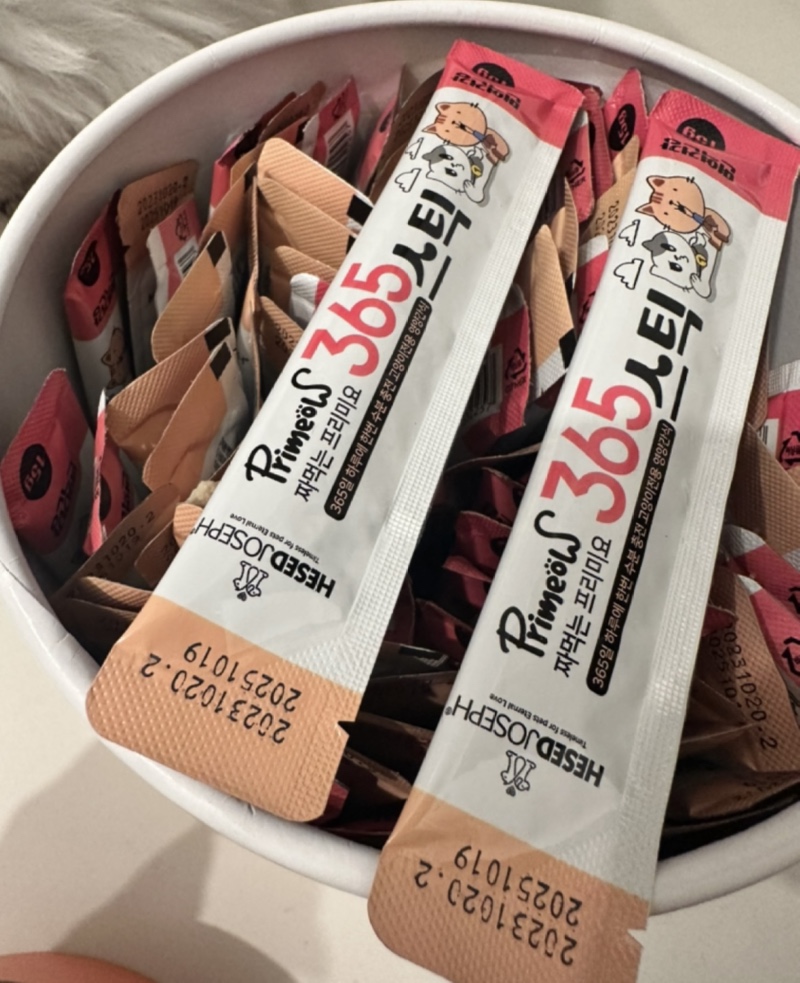 15g
365스틱
Primeow
짜먹는 프리미요
365일 하루에 한번 수분 충전 고양이전용 영양간식
HESEDJOSEPH®
Timeless for pets Eternal Love
20231020.2
20251019
15g
365스틱
Primeow
짜먹는 프리미요
365일 하루에 한번 수분 충전 고양이전용 영양간식
HESEDJOSEPH®
Timeless for pets Eternal Love
20231020.2
20251019